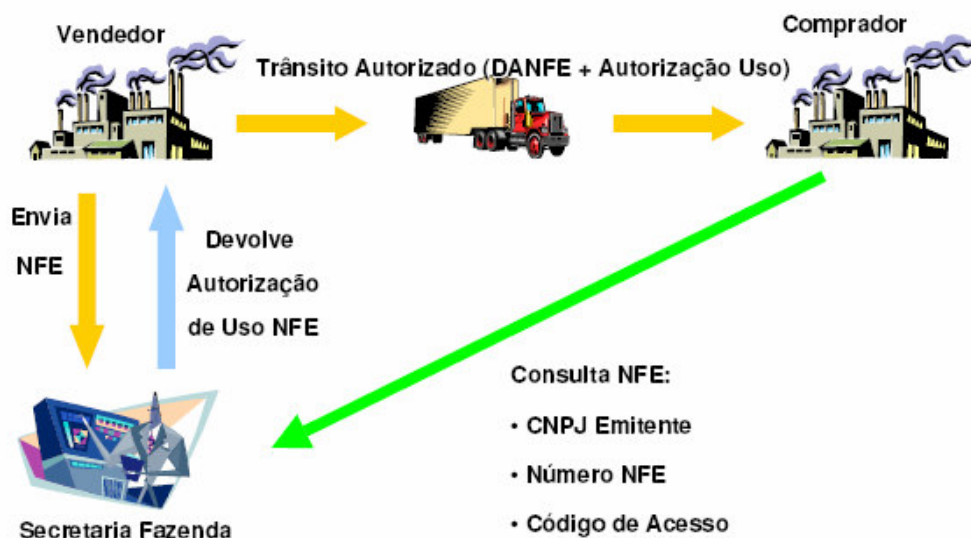 Vendedor
Comprador
Trânsito Autorizado (DANFE + Autorização Uso)
Envia
NFE
Devolve
Autorização
de Uso NFE
Consulta NFE:
• CNPJ Emitente
• Número NFE
• Código de Acesso
Secretaria Fazenda